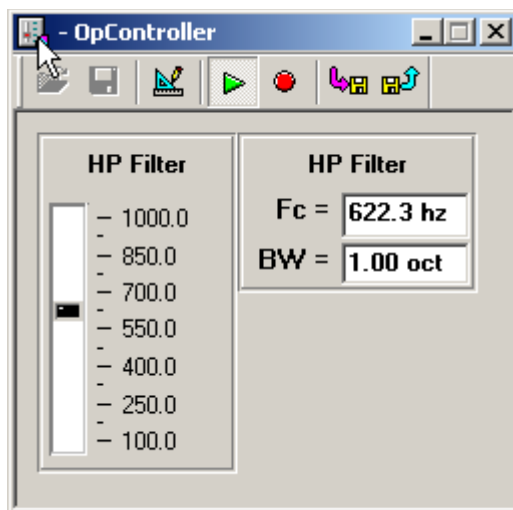 - OpController
HP Filter
1000.0
850.0
700.0
550.0
400.0
250.0
100.0
HP Filter
Fc = 622.3 hz
BW = 1.00 oct